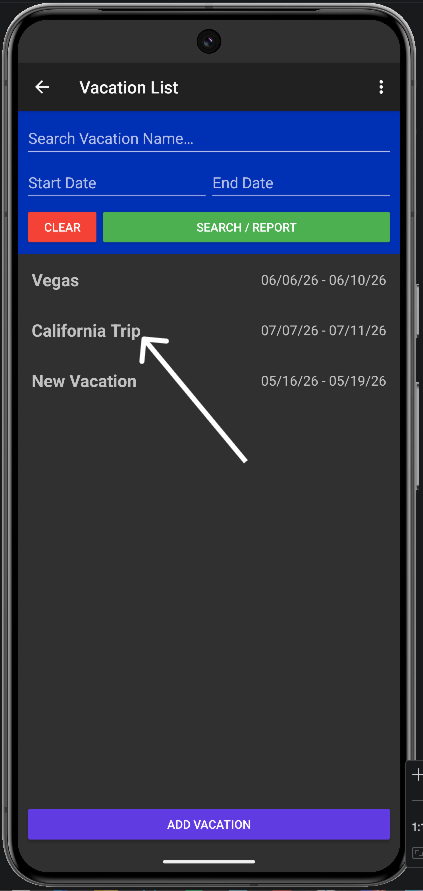 Vacation List
Search Vacation Name...
Start Date End Date
CLEAR SEARCH / REPORT
Vegas 06/06/26 - 06/10/26
California Trip 07/07/26 - 07/11/26
New Vacation 05/16/26 - 05/19/26
ADD VACATION